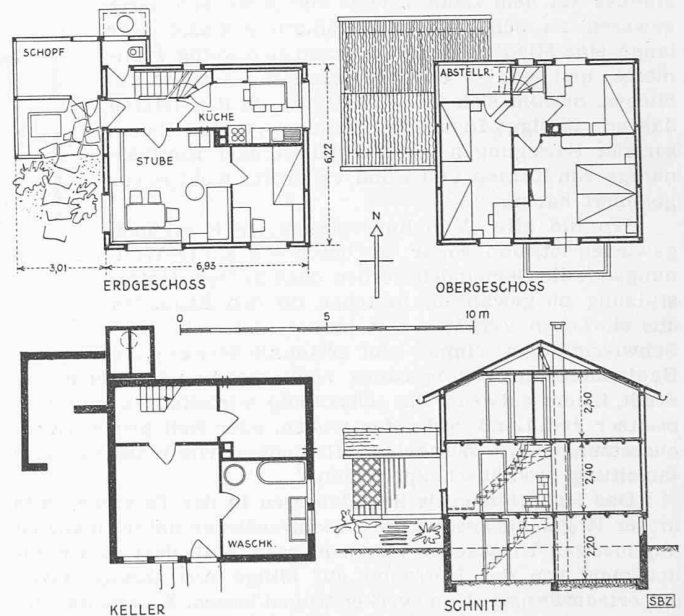 SCHOPF
KÜCHE
STUBE
6,22
3,01
6,93
ERDGESCHOSS
N
ABSTELLR.
OBERGESCHOSS
0 5 10 m
WASCHK.
KELLER
2,30
2,40
2,20
SCHNITT
SBZ